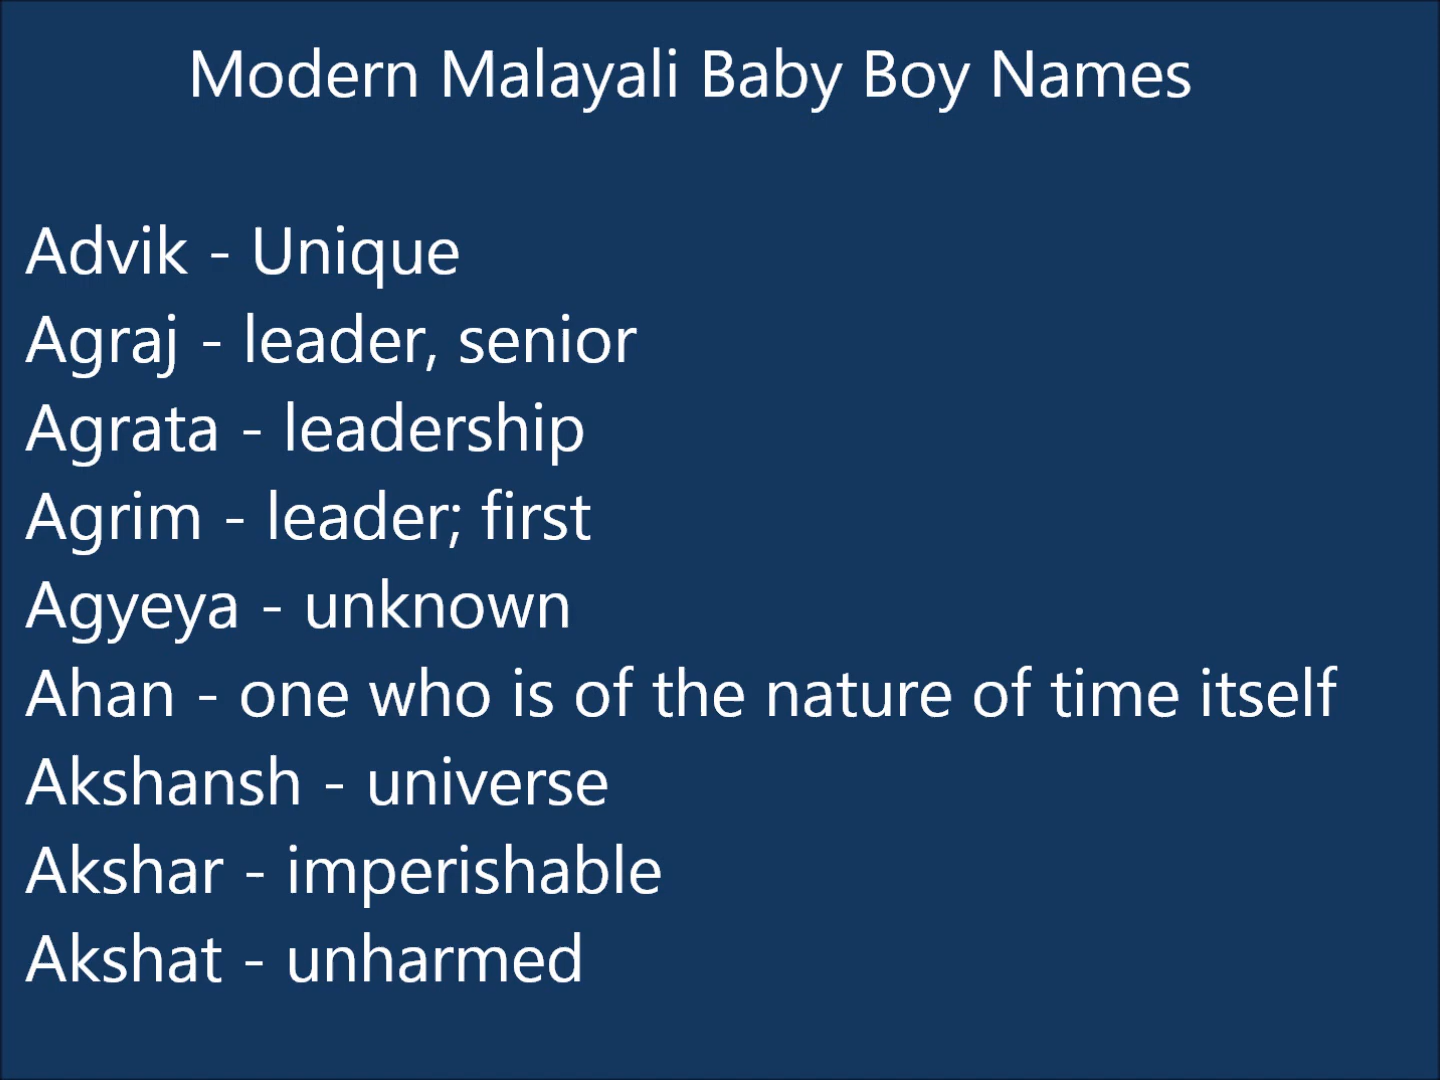 Modern Malayali Baby Boy Names
Advik - Unique
Agraj - leader, senior
Agrata - leadership
Agrim - leader; first
Agyeya - unknown
Ahan - one who is of the nature of time itself
Akshansh - universe
Akshar - imperishable
Akshat - unharmed